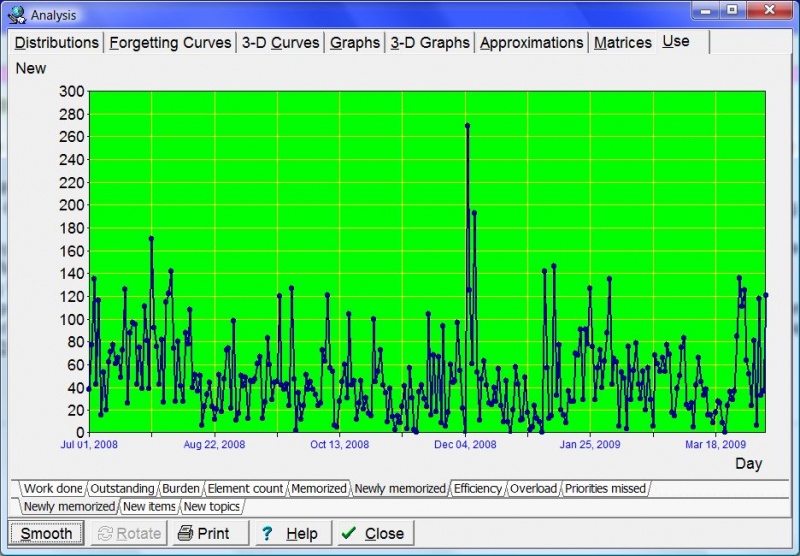 Analysis
Distributions Forgetting Curves 3-D Curves Graphs 3-D Graphs Approximations Matrices Use
New
300
280
260
240
220
200
180
160
140
120
100
80
60
40
20
0
Jul 01, 2008 Aug 22, 2008 Oct 13, 2008 Dec 04, 2008 Jan 25, 2009 Mar 18, 2009
Day
Work done Outstanding Burden Element count Memorized Newly memorized Efficiency Overload Priorities missed
Newly memorized New items New topics
Smooth Rotate Print ? Help Close